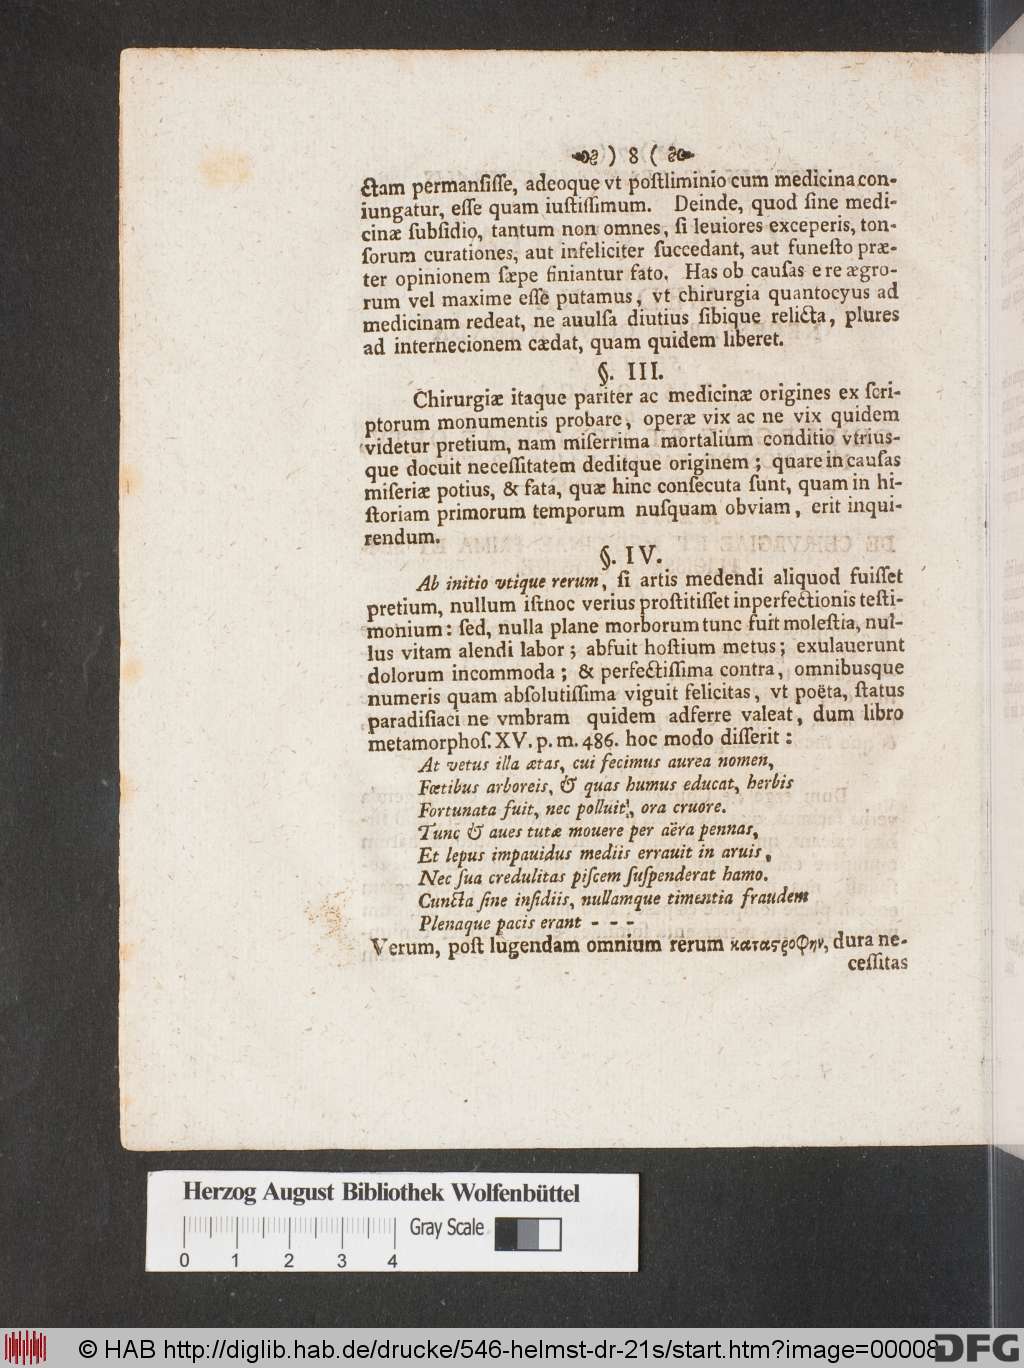 ) 8 (
ctam permanſiſſe, adeoque vt poſtliminio cum medicina con-
iungatur, eſſe quam iuſtiſſimum. Deinde, quod ſine medi-
cinæ ſubſidio, tantum non omnes, ſi leuiores exceperis, ton-
ſorum curationes, aut infeliciter ſuccedant, aut funeſto præ-
ter opinionem ſæpe finiantur fato. Has ob cauſas e re ægro-
rum vel maxime eſſe putamus, vt chirurgia quantocyus ad
medicinam redeat, ne auulſa diutius ſibique relicta, plures
ad internecionem cædat, quam quidem liberet.
§. III.
Chirurgiæ itaque pariter ac medicinæ origines ex ſcri-
ptorum monumentis probare, operæ vix ac ne vix quidem
videtur pretium, nam miſerrima mortalium conditio vtrius-
que docuit neceſſitatem deditque originem; quare in cauſas
miſeriæ potius, & fata, quæ hinc conſecuta ſunt, quam in hi-
ſtoriam primorum temporum nuſquam obviam, erit inqui-
rendum.
§. IV.
Ab initio vtique rerum, ſi artis medendi aliquod fuiſſet
pretium, nullum iſthoc verius proſtitiſſet inperfectionis teſti-
monium: ſed, nulla plane morborum tunc fuit moleſtia, nul-
lus vitam alendi labor; abfuit hoſtium metus; exulauerunt
dolorum incommoda; & perfectiſſima contra, omnibusque
numeris quam abſolutiſſima viguit felicitas, vt poëta, ſtatus
paradiſiaci ne vmbram quidem adferre valeat, dum libro
metamorphoſ. XV. p. m. 486. hoc modo diſſerit:
At vetus illa ætas, cui fecimus aurea nomen,
Fœtibus arboreis, & quas humus educat, herbis
Fortunata fuit, nec polluit, ora cruore.
Tunc & aues tutæ mouere per aëra pennas,
Et lepus impauidus mediis errauit in aruis,
Nec ſua credulitas piſcem ſuſpenderat hamo.
Cuncta ſine inſidiis, nullamque timentia fraudem
Plenaque pacis erant - - -
Verum, poſt lugendam omnium rerum καταϛροφην, dura ne-
ceſſitas
Herzog August Bibliothek Wolfenbüttel
Gray Scale
0 1 2 3 4
© HAB http://diglib.hab.de/drucke/546-helmst-dr-21s/start.htm?image=00008
DFG